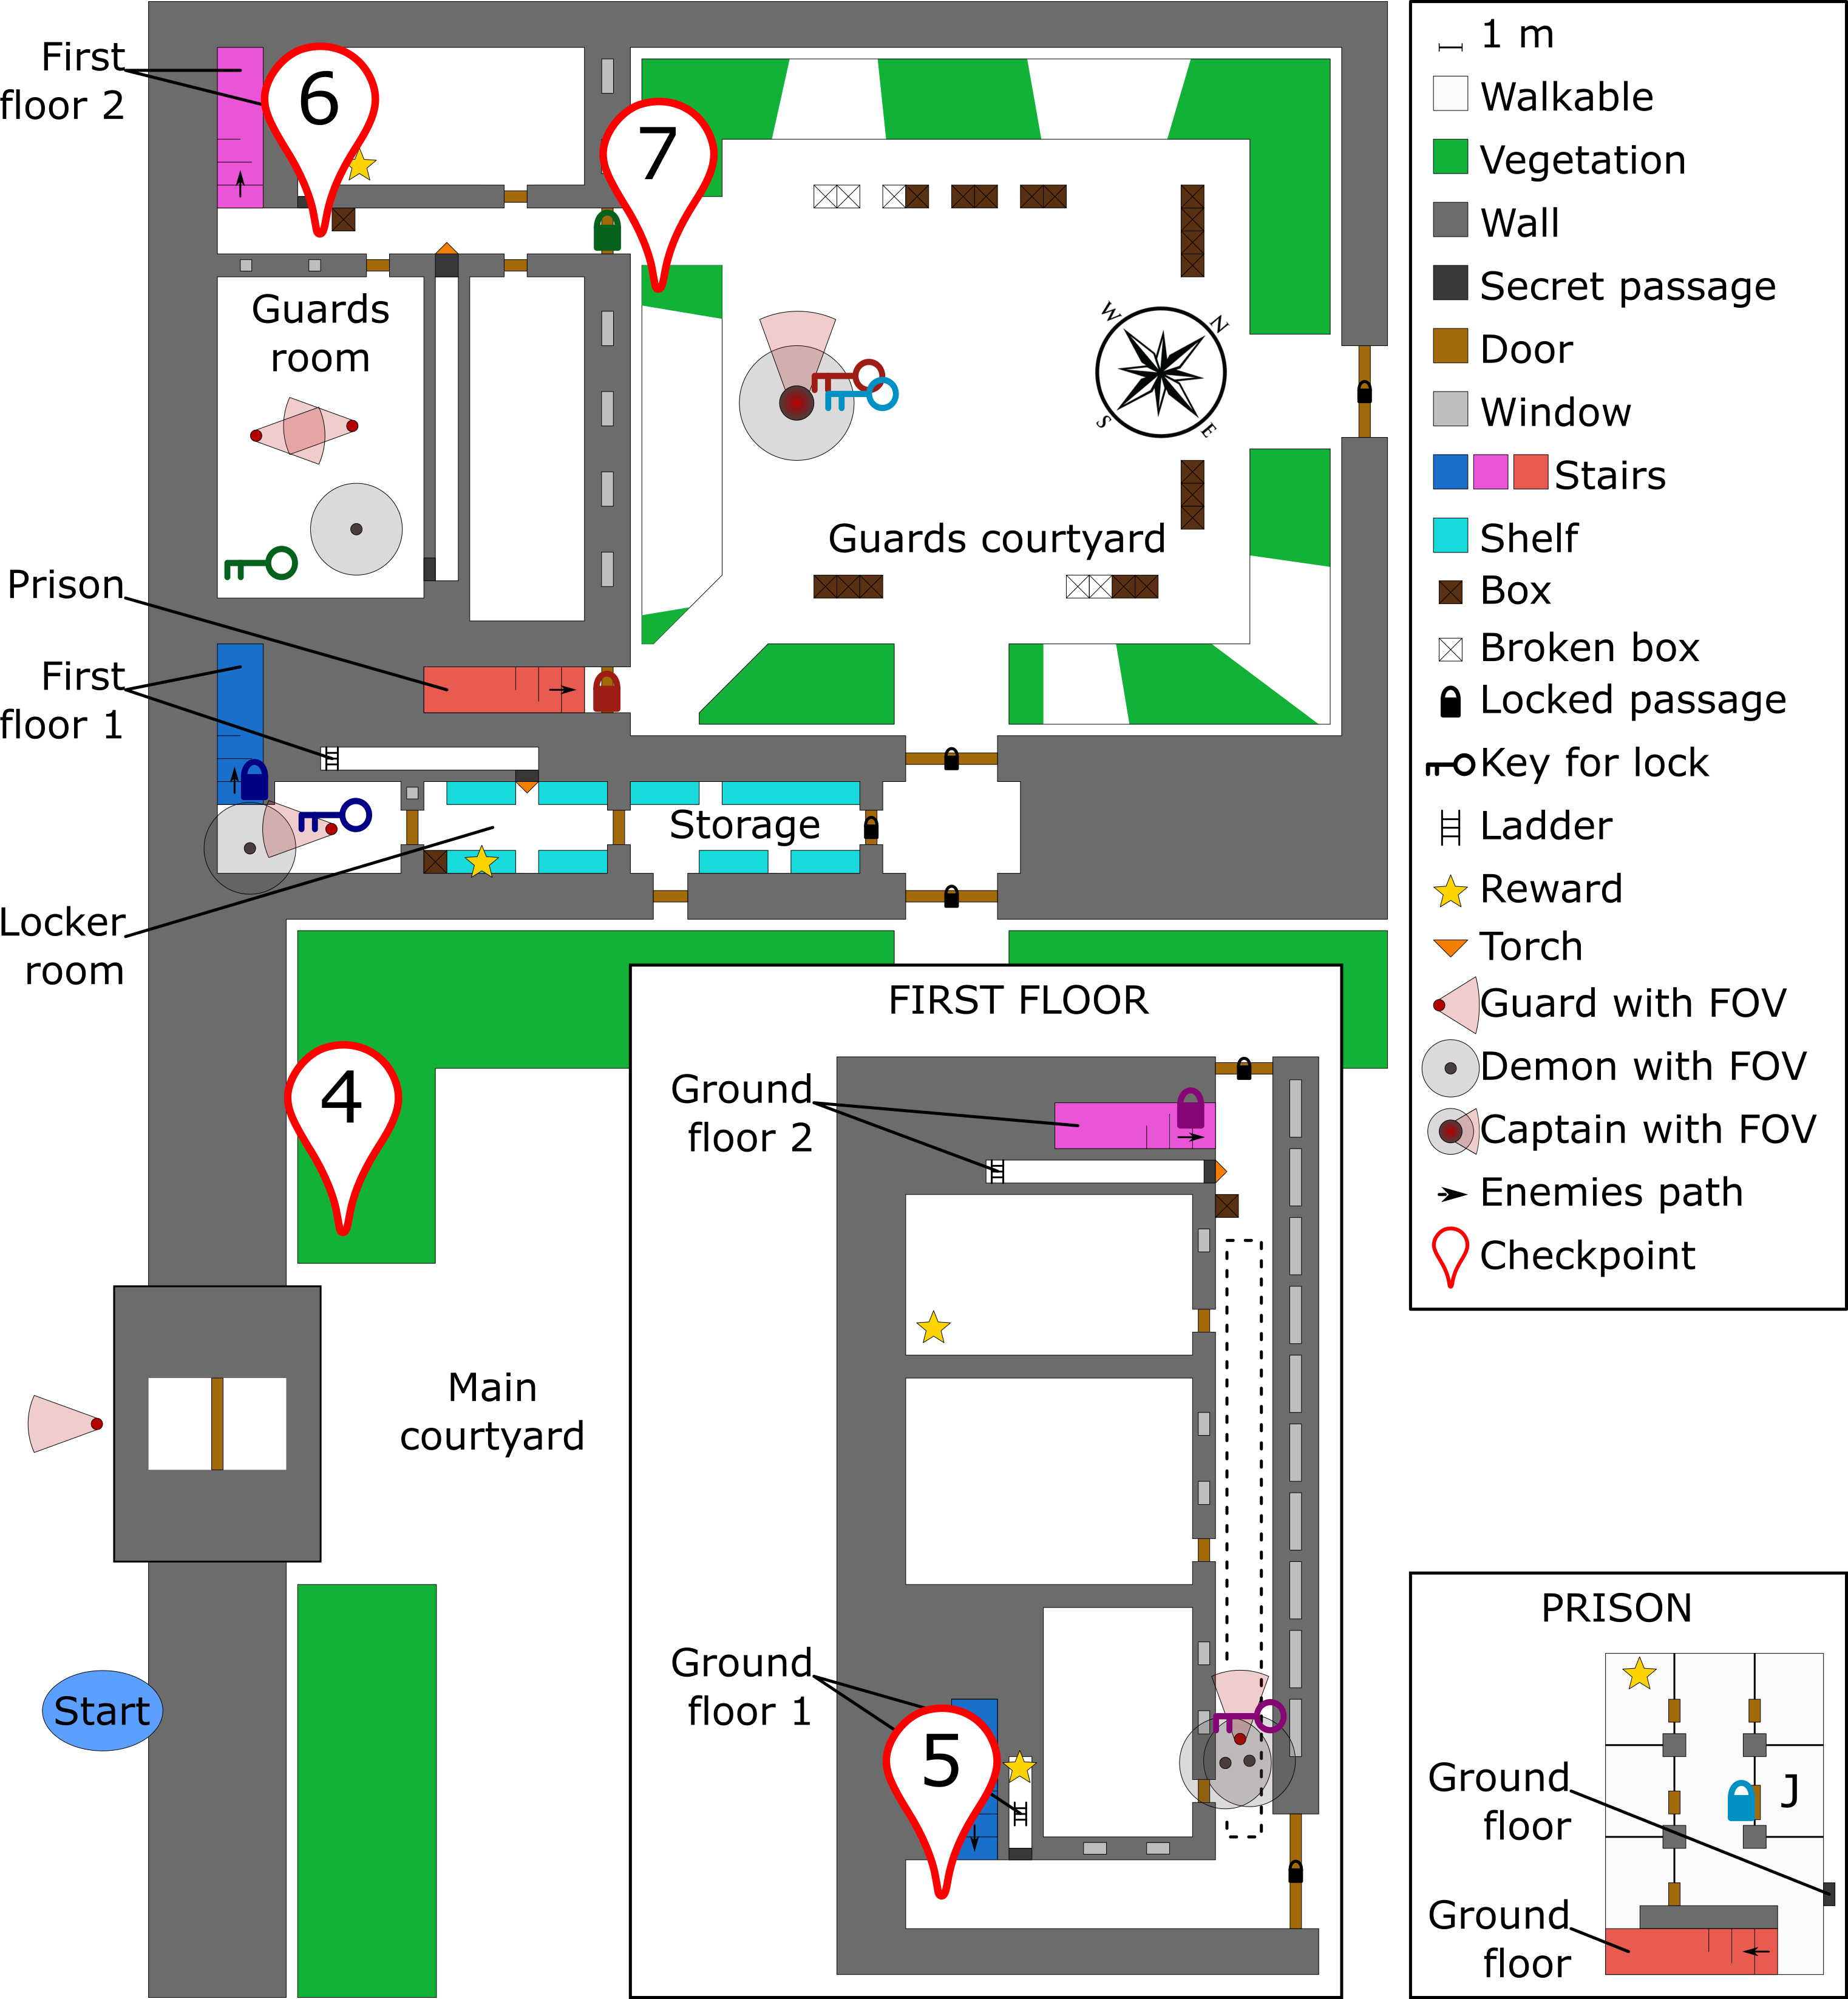 First
floor 2
6
7
Guards
room
W
N
S
E
Guards courtyard
Prison
First
floor 1
Storage
Locker
room
4
Main
courtyard
Start
FIRST FLOOR
Ground
floor 2
Ground
floor 1
5
1 m
Walkable
Vegetation
Wall
Secret passage
Door
Window
Stairs
Shelf
Box
Broken box
Locked passage
Key for lock
Ladder
Reward
Torch
Guard with FOV
Demon with FOV
Captain with FOV
Enemies path
Checkpoint
PRISON
J
Ground
floor
Ground
floor